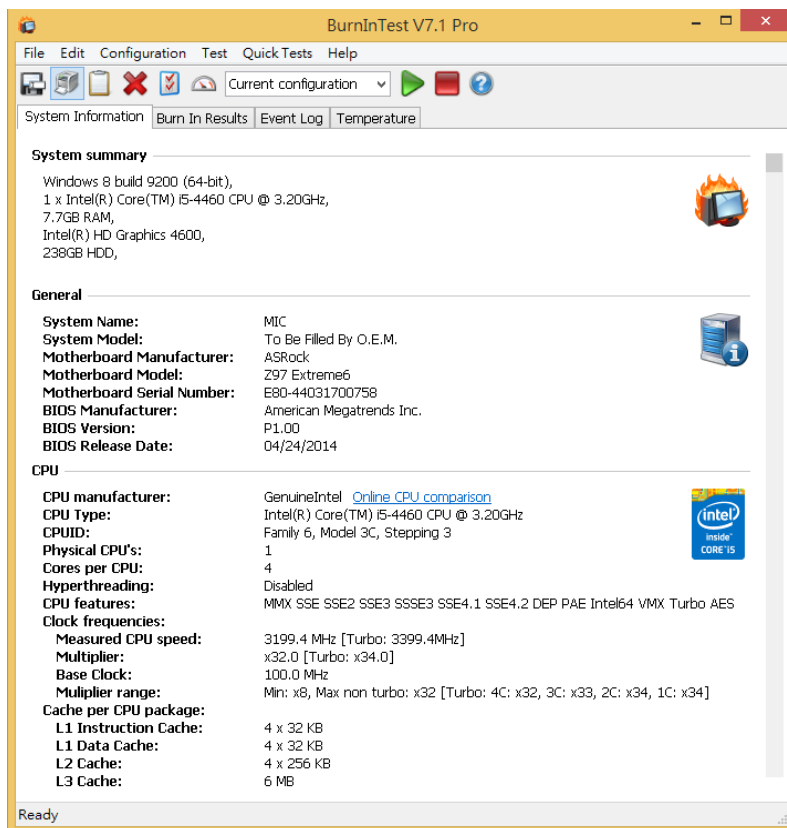 BurnInTest V7.1 Pro
File Edit Configuration Test Quick Tests Help
Current configuration
System Information Burn In Results Event Log Temperature
System summary
Windows 8 build 9200 (64-bit),
1 x Intel(R) Core(TM) i5-4460 CPU @ 3.20GHz,
7.7GB RAM,
Intel(R) HD Graphics 4600,
238GB HDD,
General
System Name: MIC
System Model: To Be Filled By O.E.M.
Motherboard Manufacturer: ASRock
Motherboard Model: Z97 Extreme6
Motherboard Serial Number: E80-44031700758
BIOS Manufacturer: American Megatrends Inc.
BIOS Version: P1.00
BIOS Release Date: 04/24/2014
CPU
CPU manufacturer: GenuineIntel Online CPU comparison
CPU Type: Intel(R) Core(TM) i5-4460 CPU @ 3.20GHz
CPUID: Family 6, Model 3C, Stepping 3
Physical CPU's: 1
Cores per CPU: 4
Hyperthreading: Disabled
CPU features: MMX SSE SSE2 SSE3 SSSE3 SSE4.1 SSE4.2 DEP PAE Intel64 VMX Turbo AES
Clock frequencies:
Measured CPU speed: 3199.4 MHz [Turbo: 3399.4MHz]
Multiplier: x32.0 [Turbo: x34.0]
Base Clock: 100.0 MHz
Muliplier range: Min: x8, Max non turbo: x32 [Turbo: 4C: x32, 3C: x33, 2C: x34, 1C: x34]
Cache per CPU package:
L1 Instruction Cache: 4 x 32 KB
L1 Data Cache: 4 x 32 KB
L2 Cache: 4 x 256 KB
L3 Cache: 6 MB
(intel)
inside™
CORE™i5
Ready